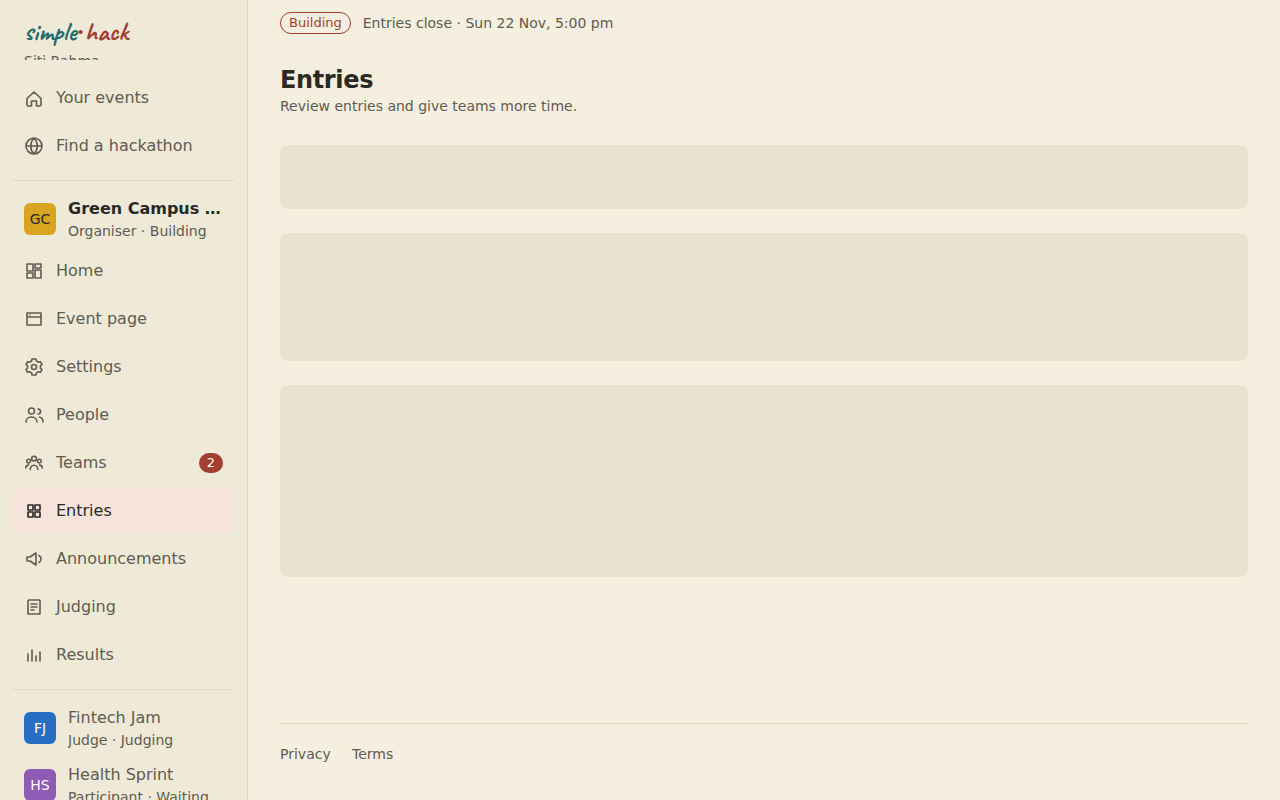 simple·hack
Siti Rahma
Your events
Find a hackathon
GC
Green Campus ...
Organiser · Building
Home
Event page
Settings
People
Teams
2
Entries
Announcements
Judging
Results
FJ
Fintech Jam
Judge · Judging
HS
Health Sprint
Participant · Waiting
Building
Entries close · Sun 22 Nov, 5:00 pm
Entries
Review entries and give teams more time.
Privacy
Terms